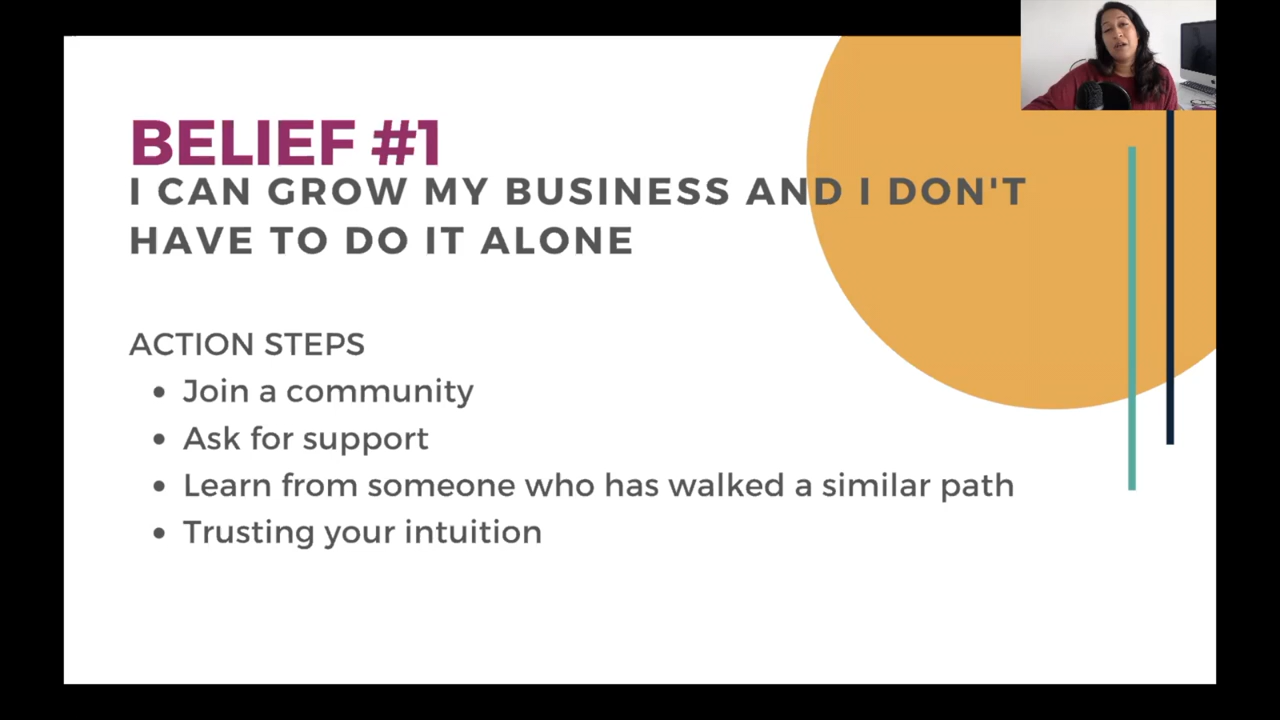 BELIEF #1
I CAN GROW MY BUSINESS AND I DON'T
HAVE TO DO IT ALONE
ACTION STEPS
• Join a community
• Ask for support
• Learn from someone who has walked a similar path
• Trusting your intuition